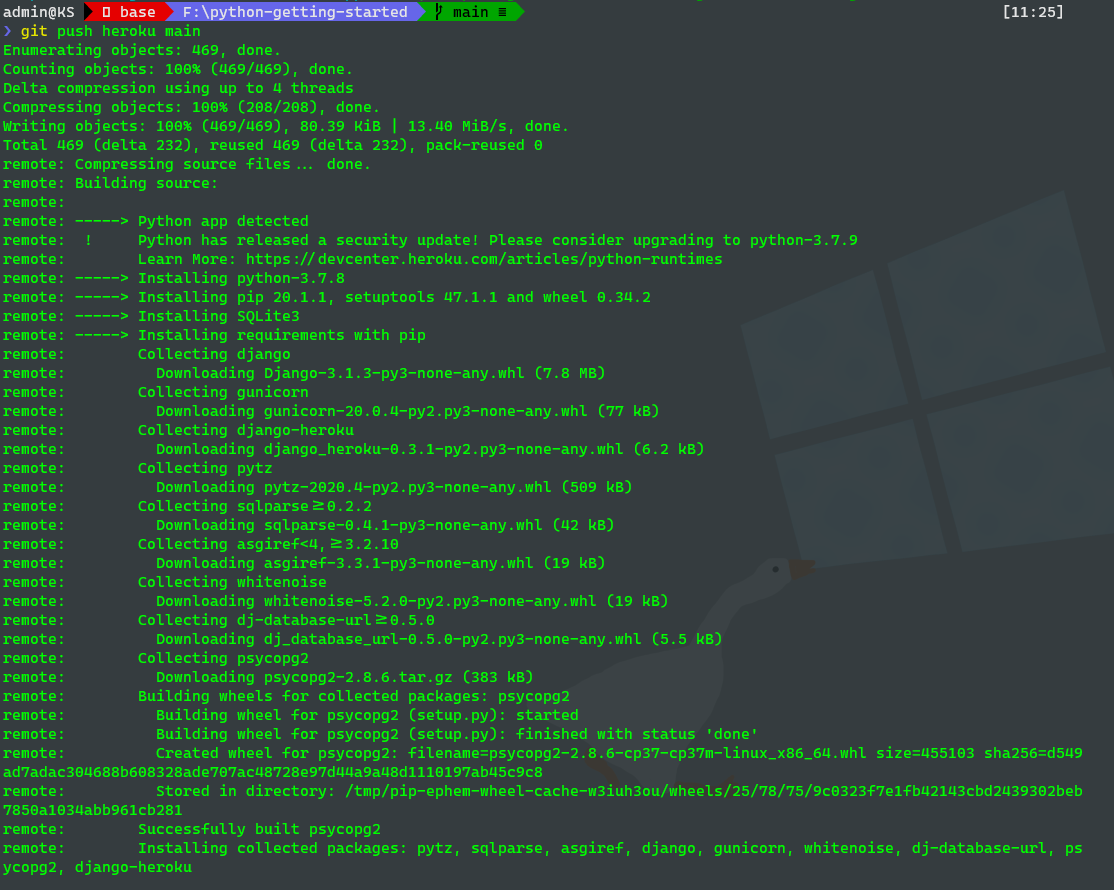 admin@KS base F:\python-getting-started main ≡ [11:25]
❯ git push heroku main
Enumerating objects: 469, done.
Counting objects: 100% (469/469), done.
Delta compression using up to 4 threads
Compressing objects: 100% (208/208), done.
Writing objects: 100% (469/469), 80.39 KiB | 13.40 MiB/s, done.
Total 469 (delta 232), reused 469 (delta 232), pack-reused 0
remote: Compressing source files... done.
remote: Building source:
remote:
remote: -----> Python app detected
remote:  !     Python has released a security update! Please consider upgrading to python-3.7.9
remote:        Learn More: https://devcenter.heroku.com/articles/python-runtimes
remote: -----> Installing python-3.7.8
remote: -----> Installing pip 20.1.1, setuptools 47.1.1 and wheel 0.34.2
remote: -----> Installing SQLite3
remote: -----> Installing requirements with pip
remote:        Collecting django
remote:          Downloading Django-3.1.3-py3-none-any.whl (7.8 MB)
remote:        Collecting gunicorn
remote:          Downloading gunicorn-20.0.4-py2.py3-none-any.whl (77 kB)
remote:        Collecting django-heroku
remote:          Downloading django_heroku-0.3.1-py2.py3-none-any.whl (6.2 kB)
remote:        Collecting pytz
remote:          Downloading pytz-2020.4-py2.py3-none-any.whl (509 kB)
remote:        Collecting sqlparse≥0.2.2
remote:          Downloading sqlparse-0.4.1-py3-none-any.whl (42 kB)
remote:        Collecting asgiref<4,≥3.2.10
remote:          Downloading asgiref-3.3.1-py3-none-any.whl (19 kB)
remote:        Collecting whitenoise
remote:          Downloading whitenoise-5.2.0-py2.py3-none-any.whl (19 kB)
remote:        Collecting dj-database-url≥0.5.0
remote:          Downloading dj_database_url-0.5.0-py2.py3-none-any.whl (5.5 kB)
remote:        Collecting psycopg2
remote:          Downloading psycopg2-2.8.6.tar.gz (383 kB)
remote:        Building wheels for collected packages: psycopg2
remote:          Building wheel for psycopg2 (setup.py): started
remote:          Building wheel for psycopg2 (setup.py): finished with status 'done'
remote:          Created wheel for psycopg2: filename=psycopg2-2.8.6-cp37-cp37m-linux_x86_64.whl size=455103 sha256=d549
ad7adac304688b608328ade707ac48728e97d44a9a48d1110197ab45c9c8
remote:          Stored in directory: /tmp/pip-ephem-wheel-cache-w3iuh3ou/wheels/25/78/75/9c0323f7e1fb42143cbd2439302beb
7850a1034abb961cb281
remote:        Successfully built psycopg2
remote:        Installing collected packages: pytz, sqlparse, asgiref, django, gunicorn, whitenoise, dj-database-url, ps
ycopg2, django-heroku